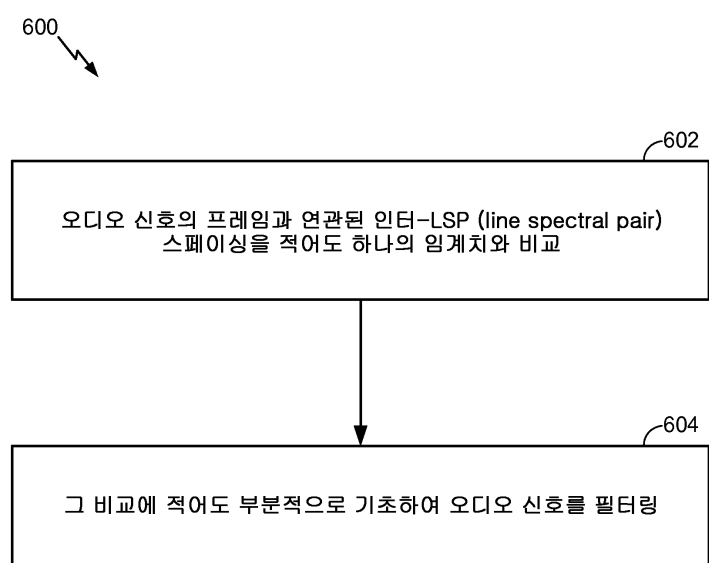 600
602
오디오 신호의 프레임과 연관된 인터-LSP (line spectral pair)
스페이싱을 적어도 하나의 임계치와 비교
604
그 비교에 적어도 부분적으로 기초하여 오디오 신호를 필터링